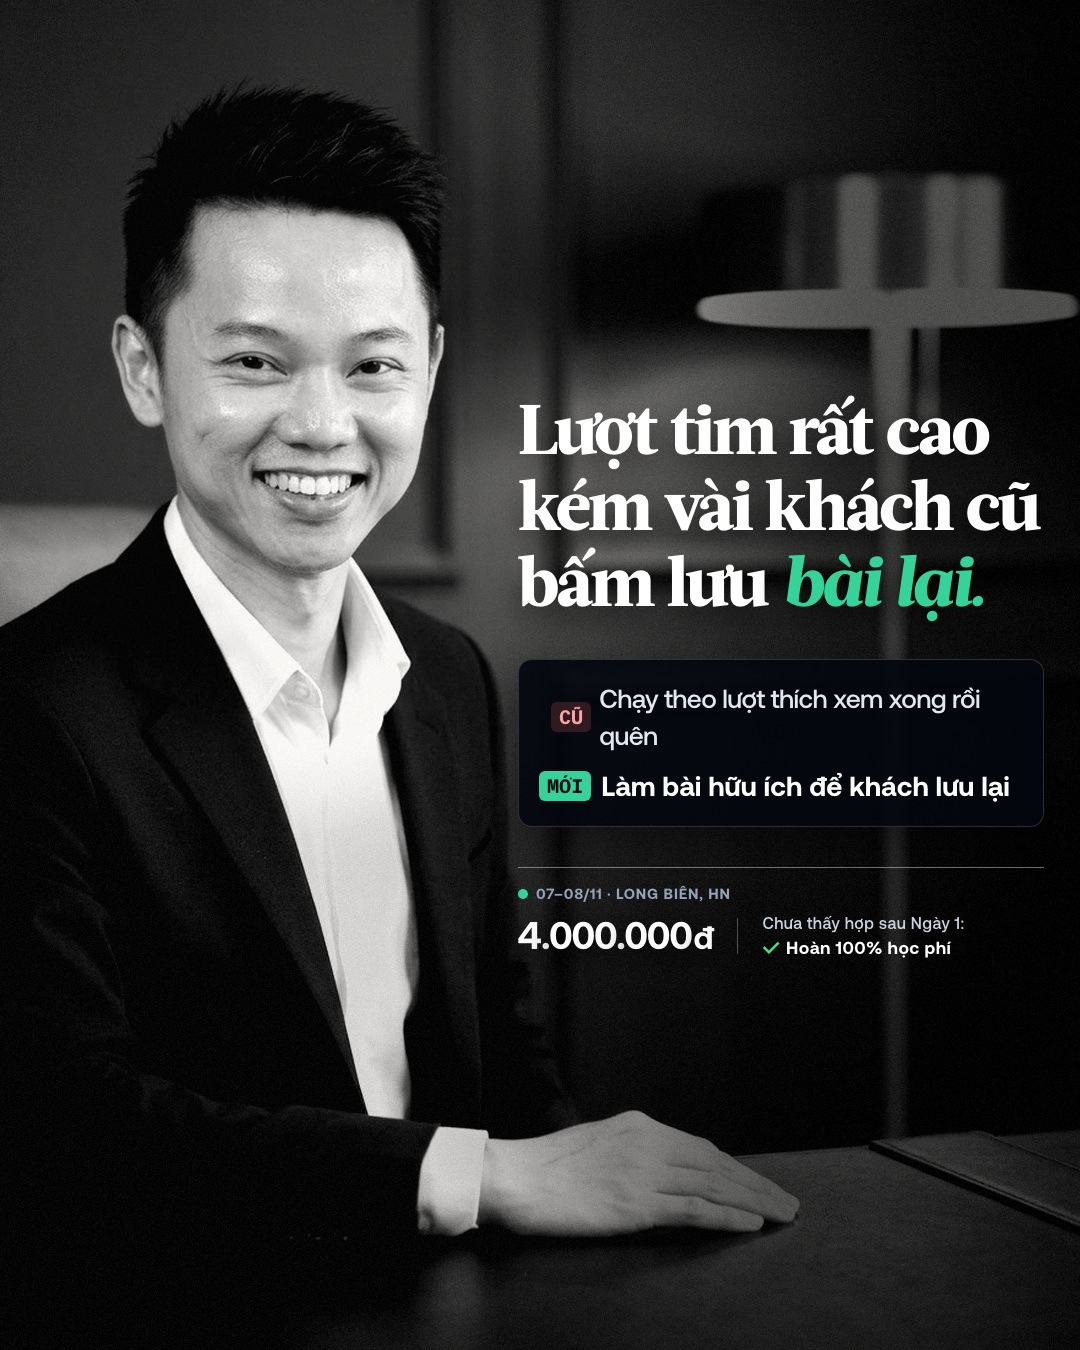 Lượt tim rất cao
kém vài khách cũ
bấm lưu bài lại.
CŨ Chạy theo lượt thích xem xong rồi
quên
MỚI Làm bài hữu ích để khách lưu lại
07–08/11 · LONG BIÊN, HN
4.000.000đ
Chưa thấy hợp sau Ngày 1:
✓ Hoàn 100% học phí